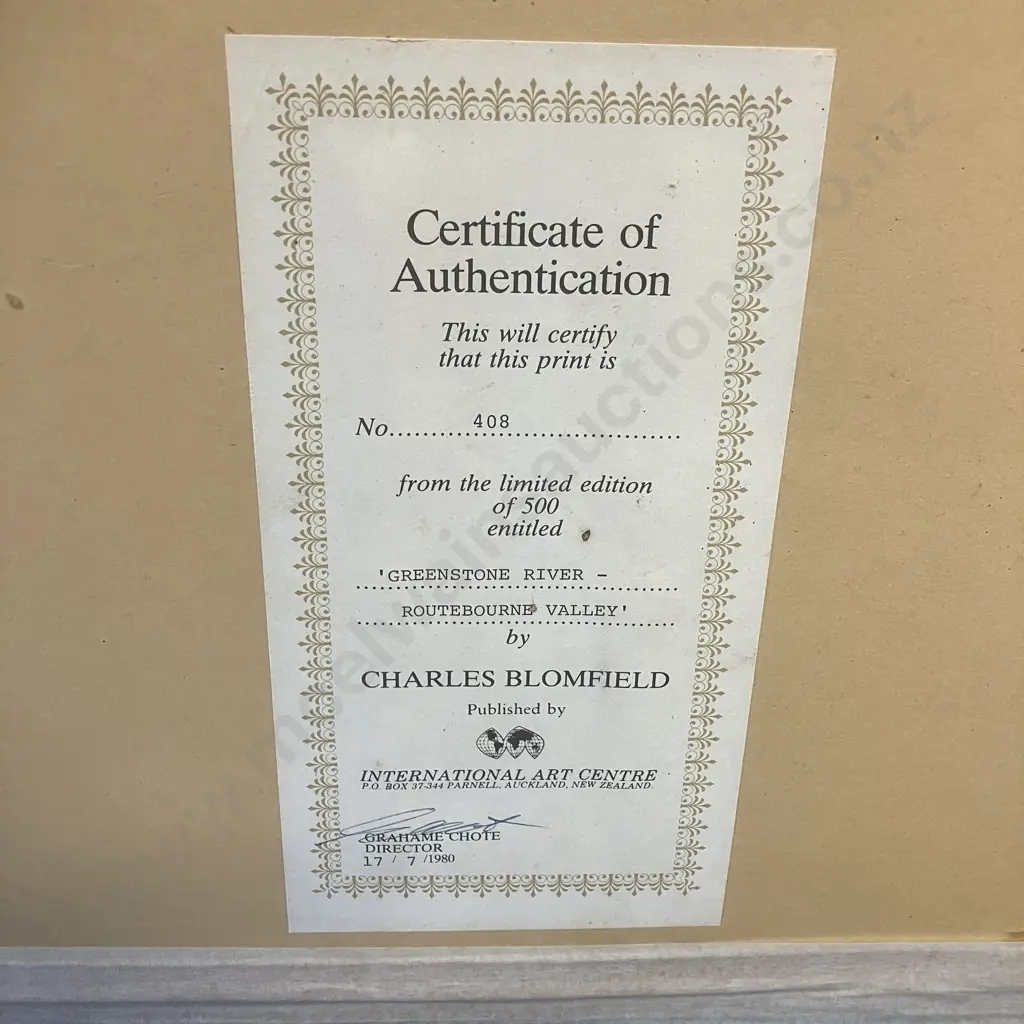 Certificate of
Authentication
This will certify
that this print is
No. 408
from the limited edition
of 500
entitled
'GREENSTONE RIVER -
ROUTEBOURNE VALLEY'
by
CHARLES BLOMFIELD
Published by
INTERNATIONAL ART CENTRE
P.O. BOX 37-344 PARNELL, AUCKLAND, NEW ZEALAND.
GRAHAME CHOTE
DIRECTOR
17 / 7 /1980